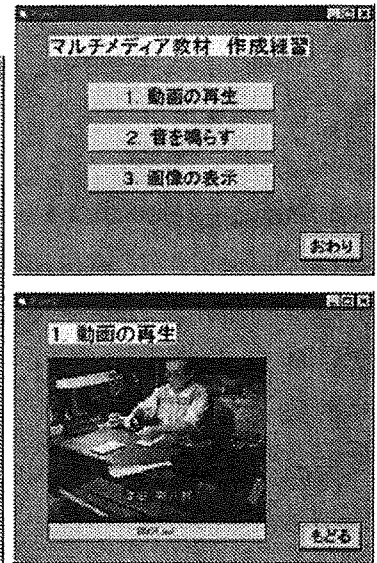 マルチメディア教材 作成練習
1. 動画の再生
2. 音を鳴らす
3. 画像の表示
おわり
1. 動画の再生
もどる